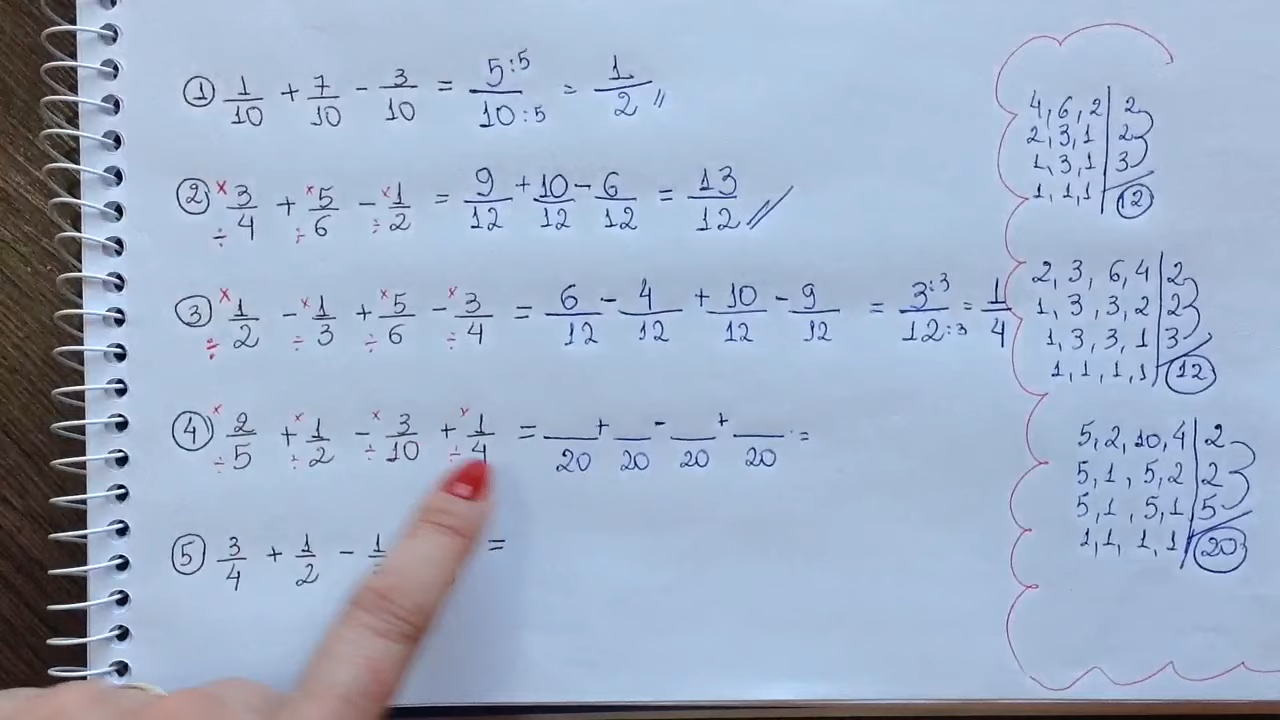 ① 1/10 + 7/10 - 3/10 = 5:5/10:5 = 1/2 //
② × 3/4 ÷ + × 5/6 ÷ - × 1/2 ÷ = 9/12 + 10/12 - 6/12 = 13/12 //
③ × 1/2 ÷ - × 1/3 ÷ + × 5/6 ÷ - × 3/4 ÷ = 6/12 - 4/12 + 10/12 - 9/12 = 3:3/12:3 = 1/4
④ × 2/5 ÷ + × 1/2 ÷ - × 3/10 ÷ + × 1/4 ÷ = /20 + /20 - /20 + /20 =
⑤ 3/4 + 1/2 - 1/ =
4, 6, 2 | 2
2, 3, 1 | 2
1, 3, 1 | 3
1, 1, 1 | 12
2, 3, 6, 4 | 2
1, 3, 3, 2 | 2
1, 3, 3, 1 | 3
1, 1, 1, 1 | 12
5, 2, 10, 4 | 2
5, 1, 5, 2 | 2
5, 1, 5, 1 | 5
1, 1, 1, 1 | 20